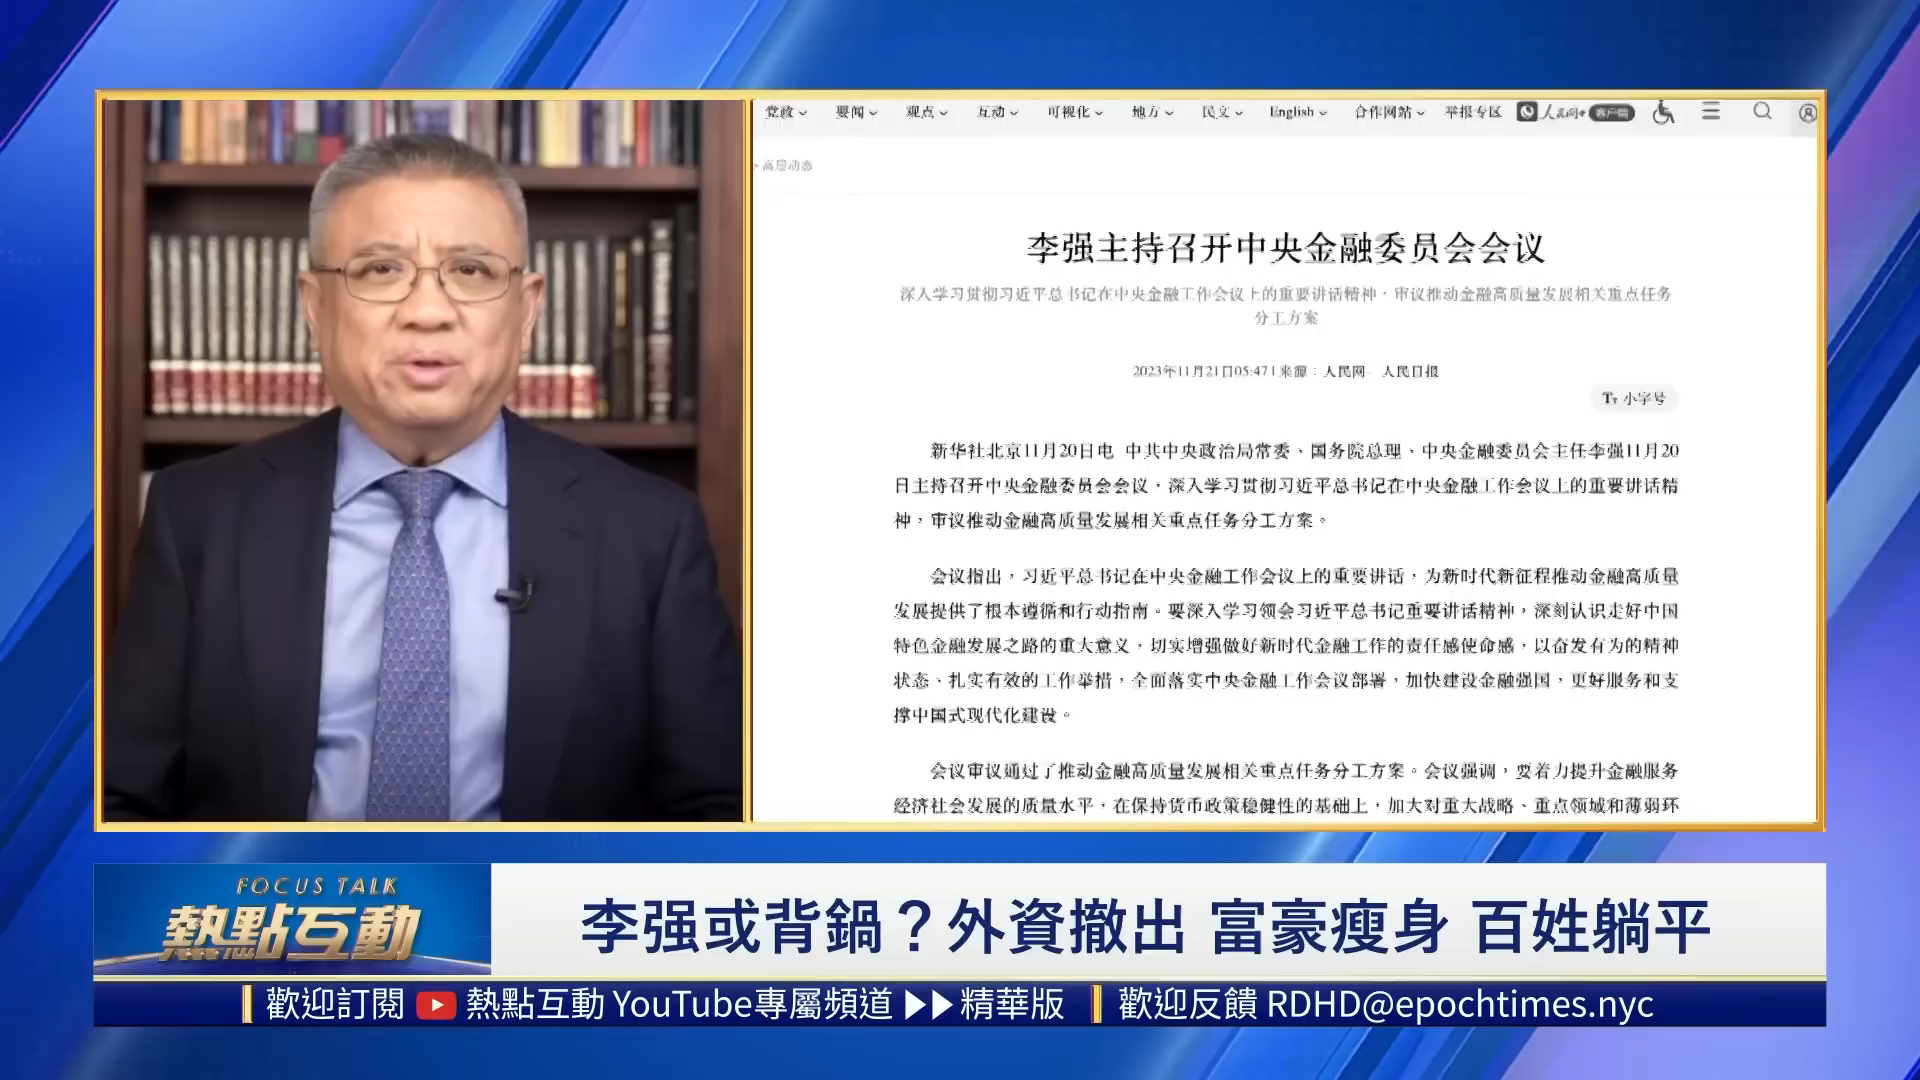 党政 要闻 观点 互动 可视化 地方 民文 English 合作网站 举报专区 人民网+ 客户端
> 高层动态
李强主持召开中央金融委员会会议
深入学习贯彻习近平总书记在中央金融工作会议上的重要讲话精神，审议推动金融高质量发展相关重点任务
分工方案
2023年11月21日05:47 | 来源：人民网－人民日报
TT 小字号
新华社北京11月20日电 中共中央政治局常委、国务院总理、中央金融委员会主任李强11月20
日主持召开中央金融委员会会议，深入学习贯彻习近平总书记在中央金融工作会议上的重要讲话精
神，审议推动金融高质量发展相关重点任务分工方案。
会议指出，习近平总书记在中央金融工作会议上的重要讲话，为新时代新征程推动金融高质量
发展提供了根本遵循和行动指南。要深入学习领会习近平总书记重要讲话精神，深刻认识走好中国
特色金融发展之路的重大意义，切实增强做好新时代金融工作的责任感使命感，以奋发有为的精神
状态、扎实有效的工作举措，全面落实中央金融工作会议部署，加快建设金融强国，更好服务和支
撑中国式现代化建设。
会议审议通过了推动金融高质量发展相关重点任务分工方案。会议强调，要着力提升金融服务
经济社会发展的质量水平，在保持货币政策稳健性的基础上，加大对重大战略、重点领域和薄弱环
FOCUS TALK
熱點互動
李强或背鍋？外資撤出 富豪瘦身 百姓躺平
歡迎訂閱 熱點互動 YouTube專屬頻道 ▶▶ 精華版 歡迎反饋 RDHD@epochtimes.nyc